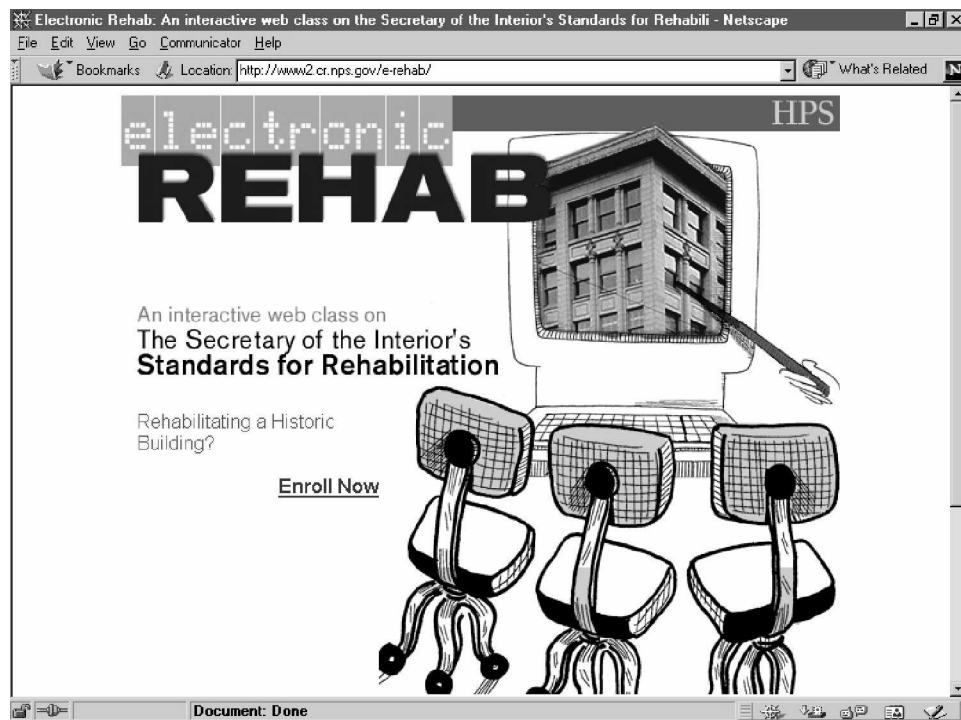 Electronic Rehab: An interactive web class on the Secretary of the Interior's Standards for Rehabili - Netscape
File Edit View Go Communicator Help
Bookmarks Location: http://www2.cr.nps.gov/e-rehab/ What's Related N
electronic HPS
REHAB
An interactive web class on
The Secretary of the Interior's
Standards for Rehabilitation
Rehabilitating a Historic
Building?
Enroll Now
Document: Done